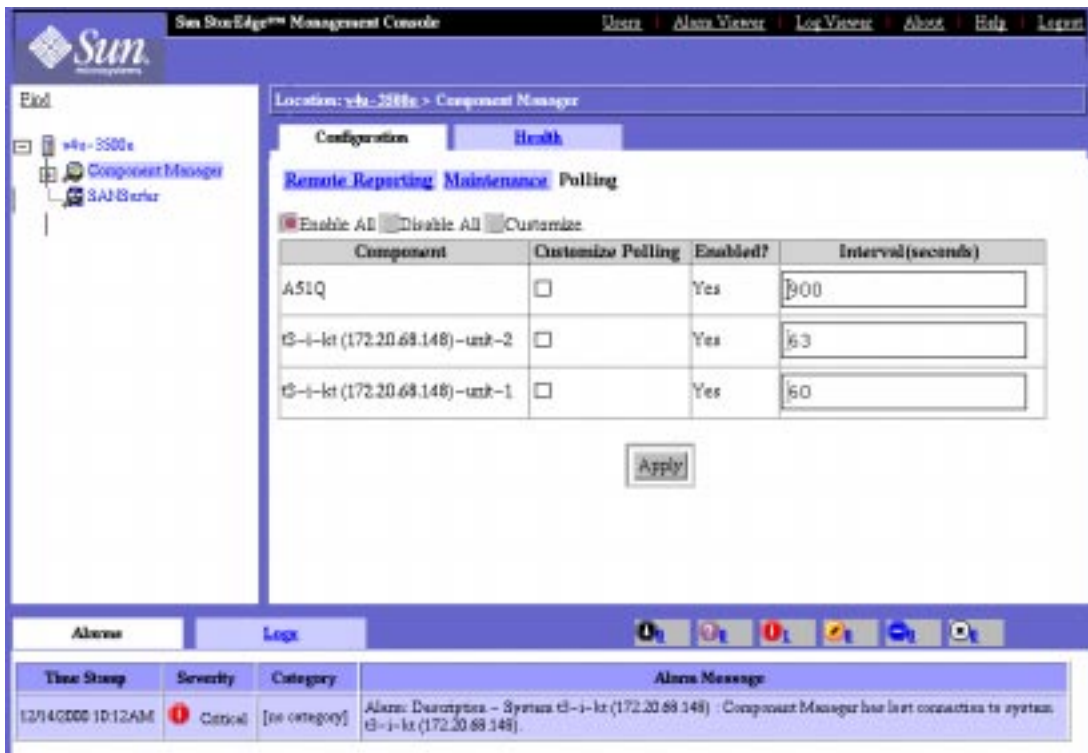 Sun StorEdge™ Management Console
Users Alarm Viewer Log Viewer About Help Logout
Sun
microsystems
Find
Location: v4u-3500e > Component Manager
Configuration Health
v4u-3500e
Component Manager
Remote Reporting Maintenance Polling
Enable All Disable All Customize
Component Customize Polling Enabled? Interval(seconds)
A51Q Yes 900
t3-i-kt (172.20.68.148)-unit-2 Yes 63
t3-i-kt (172.20.68.148)-unit-1 Yes 60
Apply
Alarms Logs
Time Stamp Severity Category Alarm Message
12/14/2000 10:12AM Critical [no category] Alarm: Description - System t3-i-kt (172.20.68.148) : Component Manager has lost connection to system
t3-i-kt (172.20.68.148).